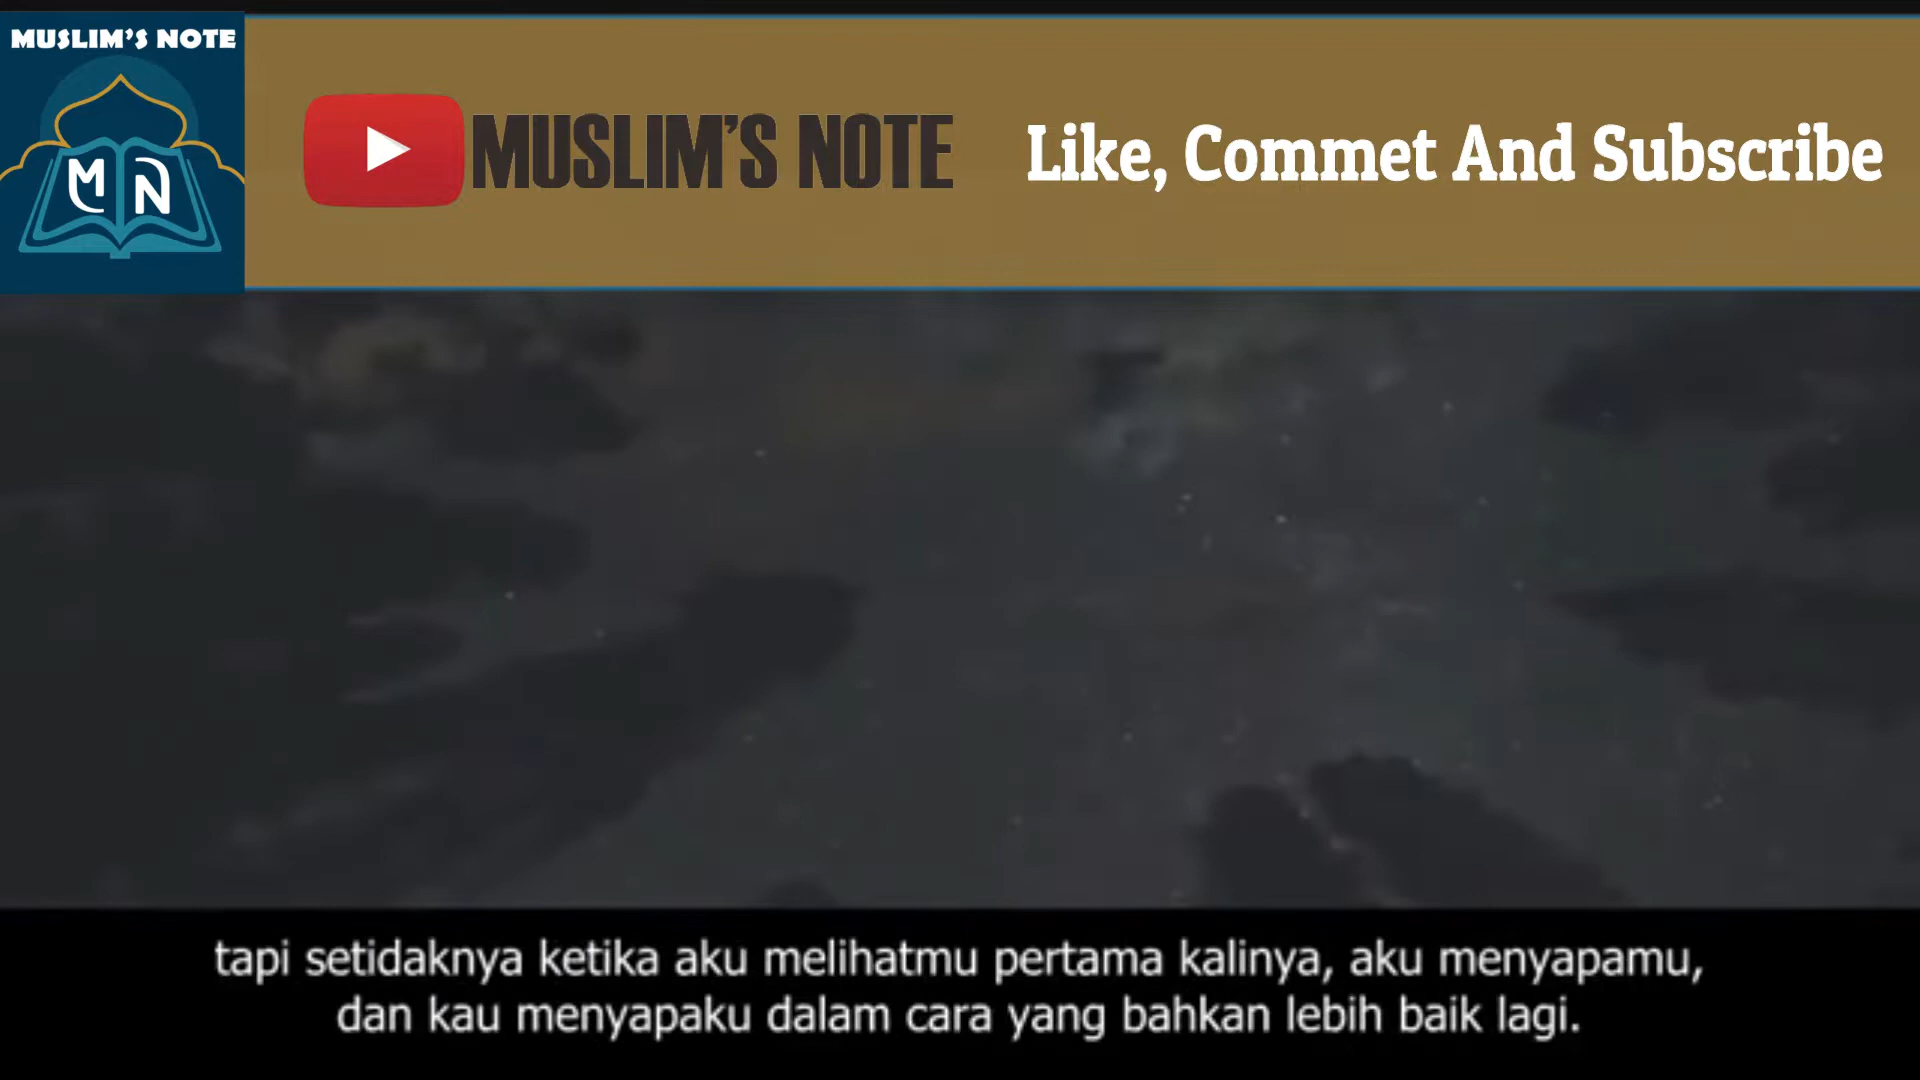 MUSLIM'S NOTE
MN
MUSLIM'S NOTE
Like, Commet And Subscribe
tapi setidaknya ketika aku melihatmu pertama kalinya, aku menyapamu,
dan kau menyapaku dalam cara yang bahkan lebih baik lagi.